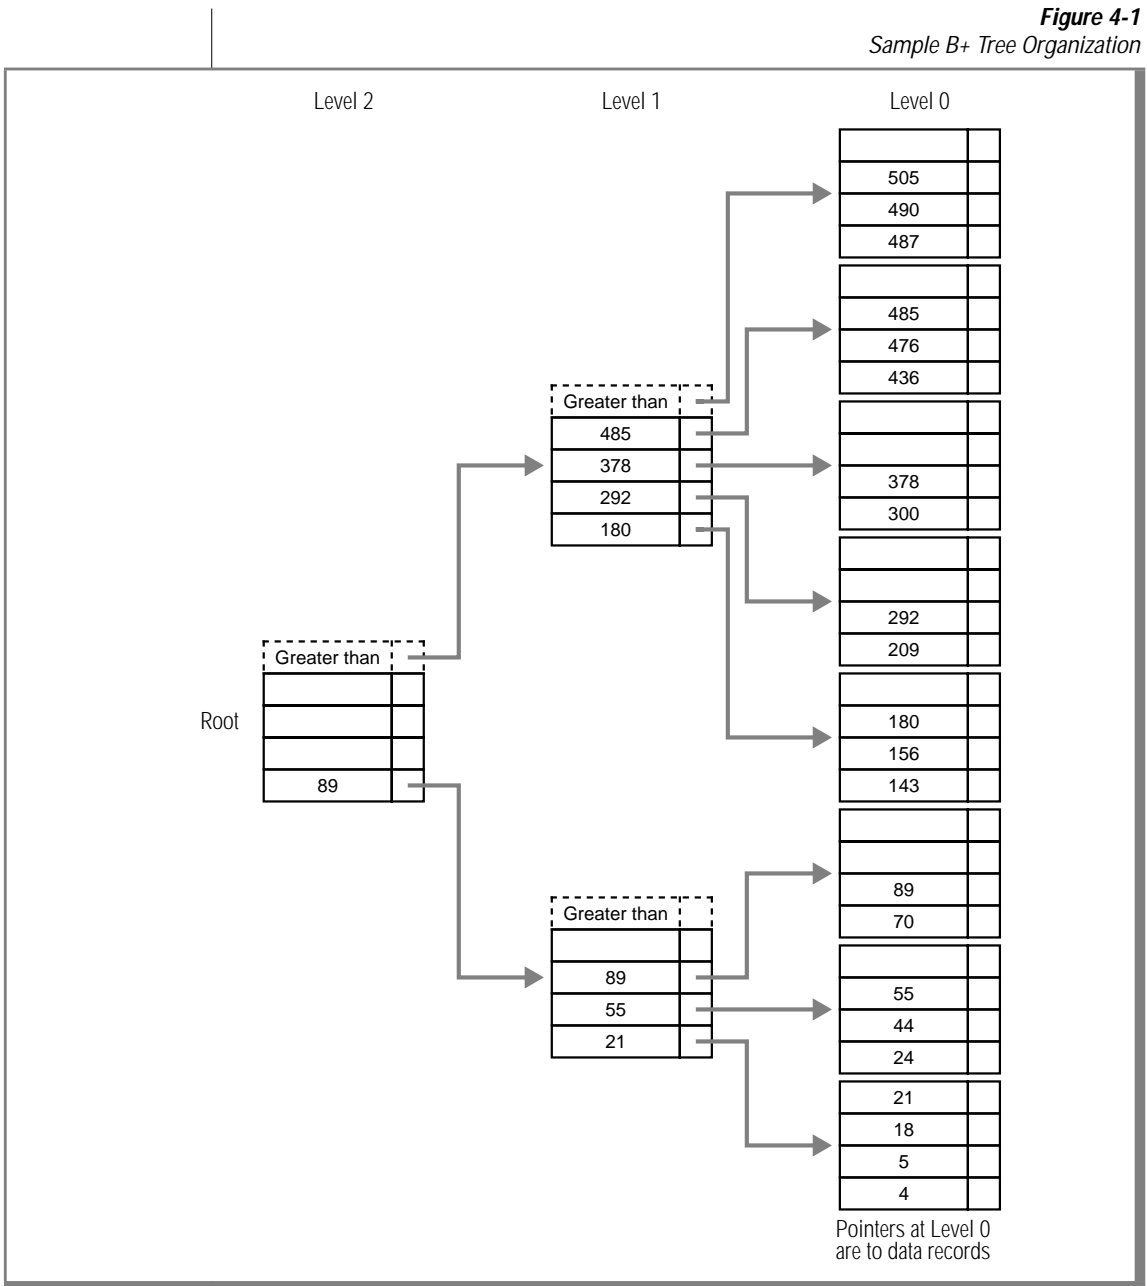 Figure 4-1
Sample B+ Tree Organization
Level 2
Level 1
Level 0
505
490
487
485
476
436
Greater than
485
378
292
180
378
300
292
209
Greater than
Root
89
180
156
143
89
70
Greater than
89
55
21
55
44
24
21
18
5
4
Pointers at Level 0
are to data records